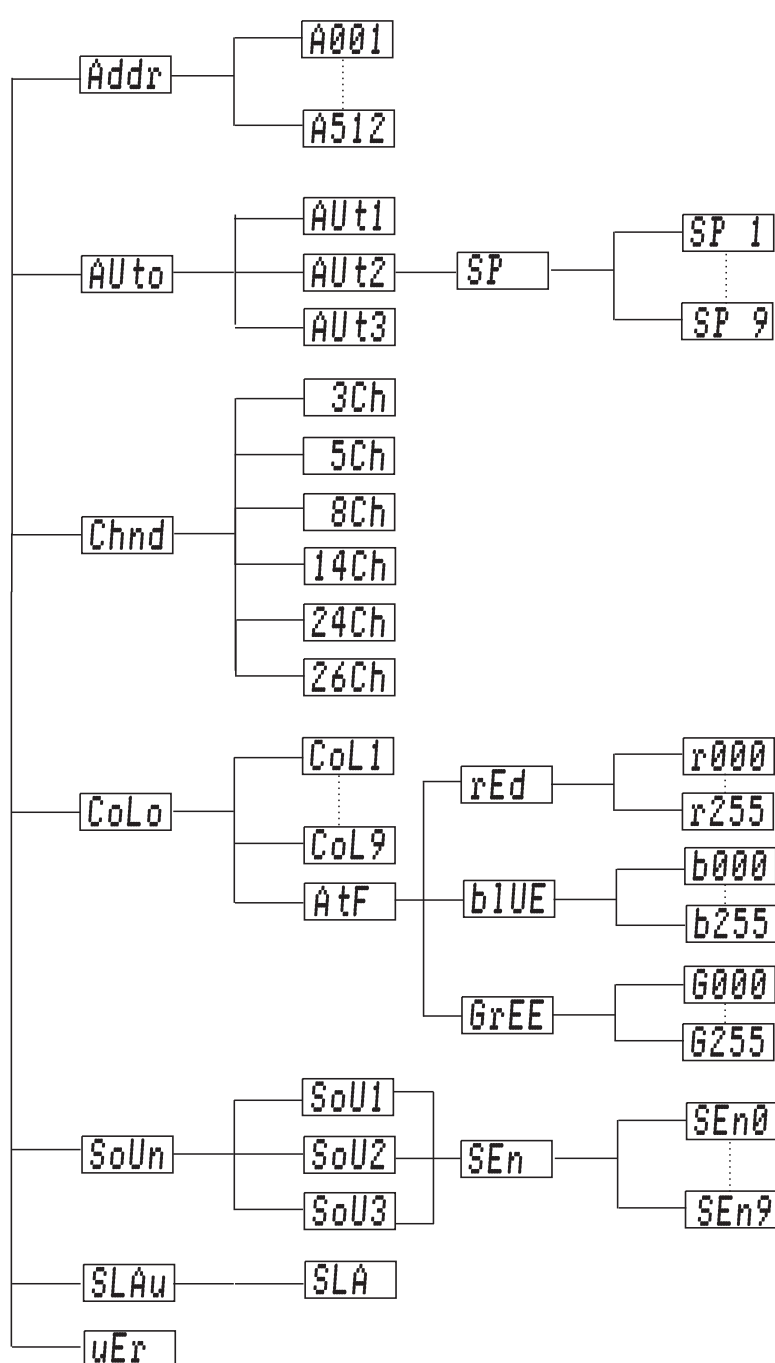 Addr
A001
A512
AUto
AUt1
AUt2
AUt3
SP
SP 1
SP 9
Chnd
3Ch
5Ch
8Ch
14Ch
24Ch
26Ch
CoLo
CoL1
CoL9
AtF
rEd
r000
r255
blUE
b000
b255
GrEE
G000
G255
SoUn
SoU1
SoU2
SoU3
SEn
SEn0
SEn9
SLAu
SLA
uEr